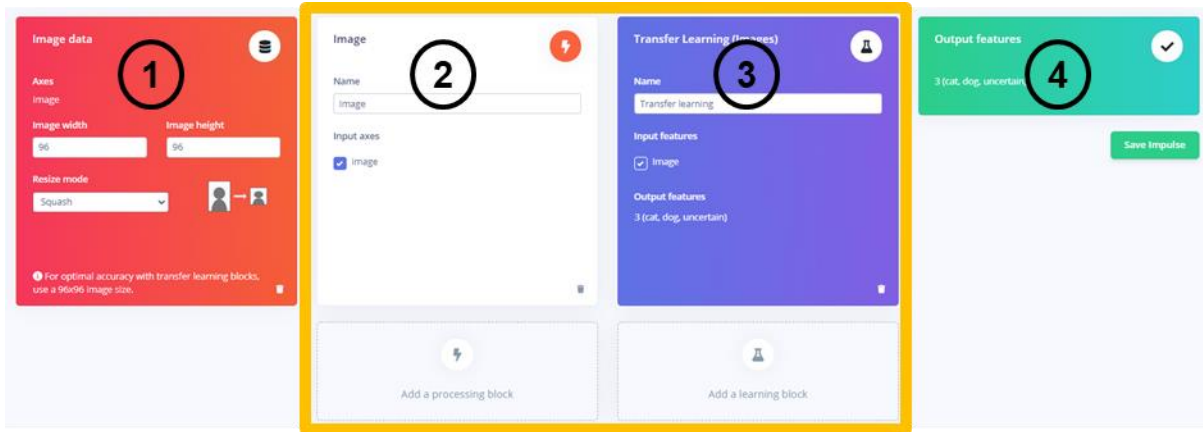 Image data
1
Axes
Image
Image width
Image height
96
96
Resize mode
Squash
For optimal accuracy with transfer learning blocks,
use a 96x96 image size.
Image
2
Name
Image
Input axes
Image
Add a processing block
Transfer Learning (Images)
3
Name
Transfer learning
Input features
Image
Output features
3 (cat, dog, uncertain)
Add a learning block
Output features
4
3 (cat, dog, uncertain)
Save Impulse